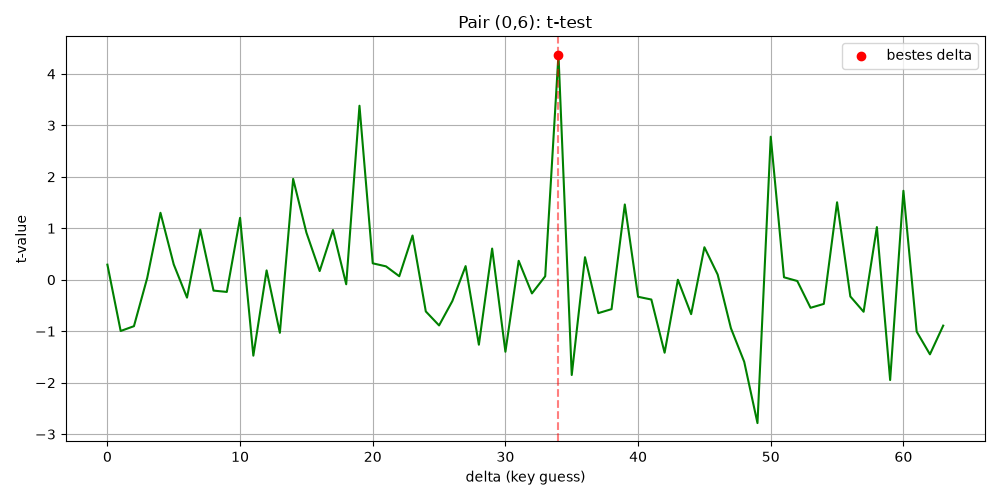 Pair (0,6): t-test
bestes delta
t-value
4
3
2
1
0
−1
−2
−3
0 10 20 30 40 50 60
delta (key guess)